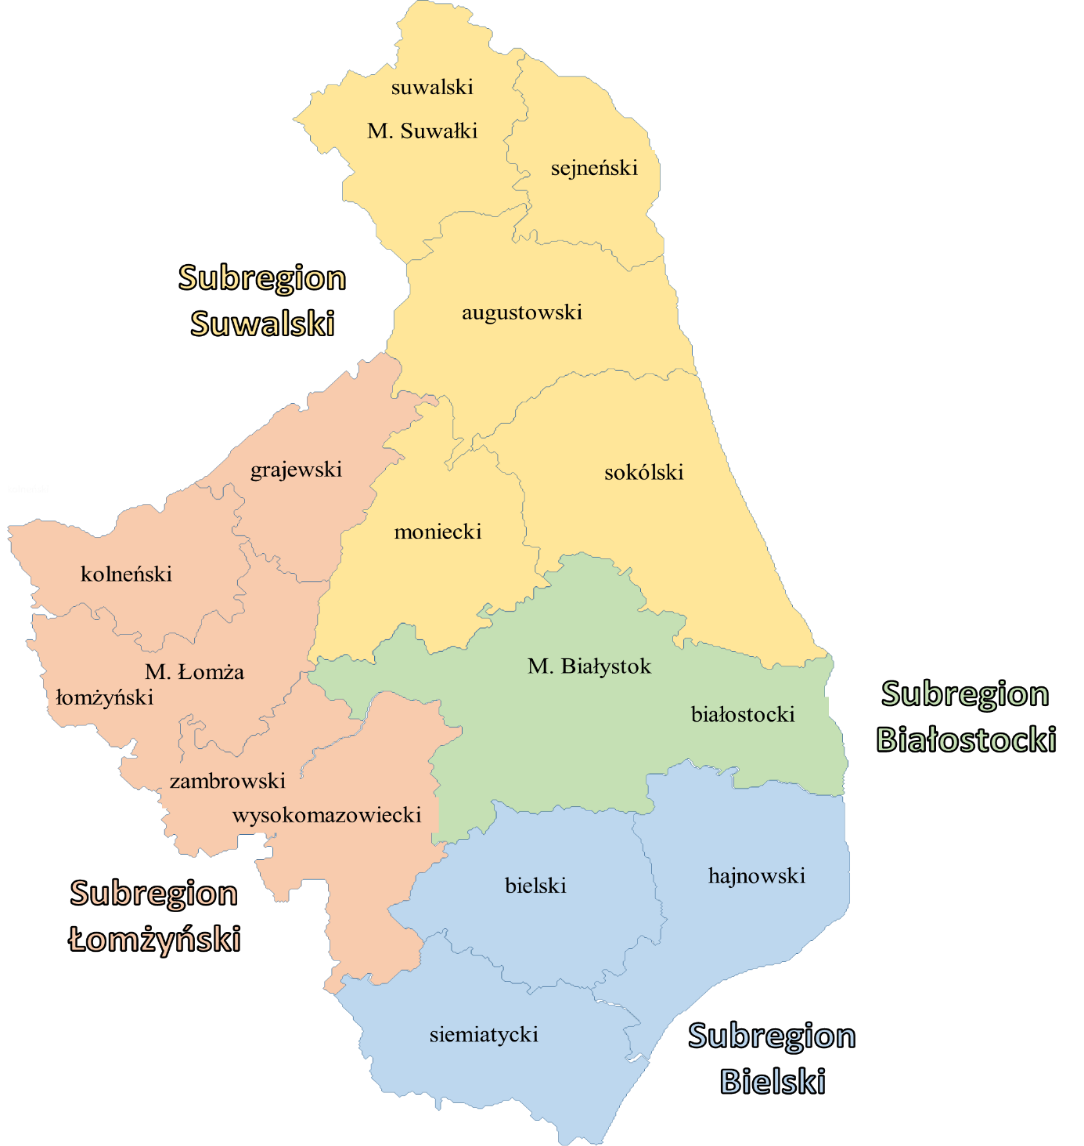 suwalski
M. Suwałki
sejneński
Subregion
Suwalski
augustowski
grajewski
sokólski
moniecki
kolneński
M. Białystok
M. Łomża
łomżyński
białostocki
Subregion
Białostocki
zambrowski
wysokomazowiecki
Subregion
Łomżyński
bielski
hajnowski
siemiatycki
Subregion
Bielski